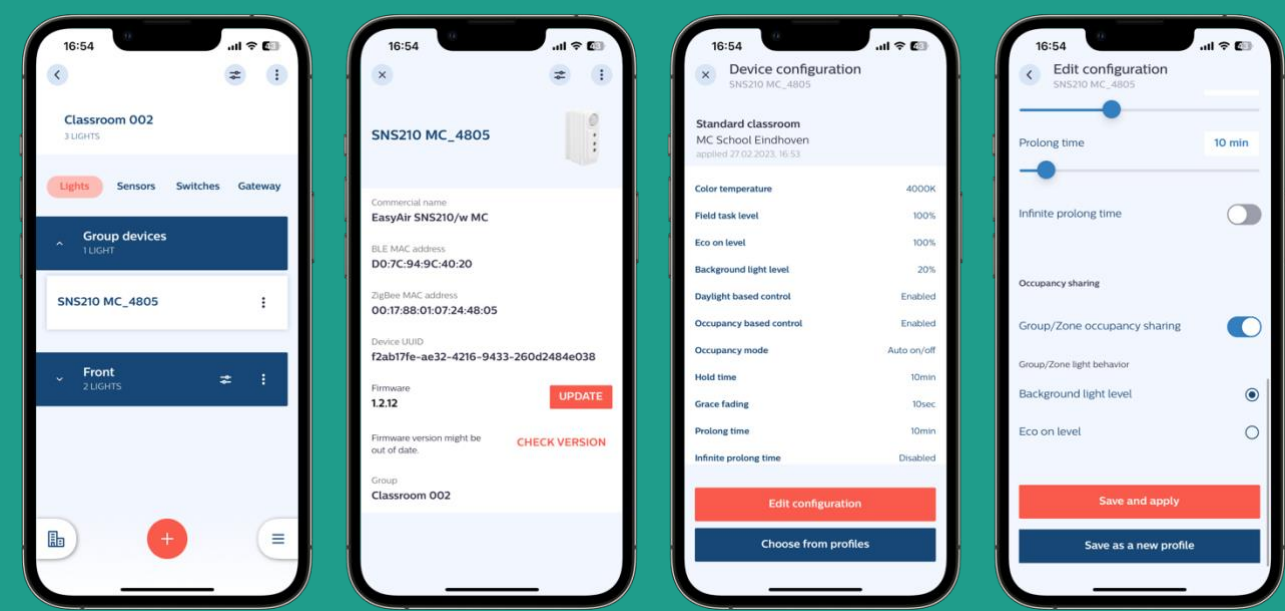 16:54
Classroom 002
3 LIGHTS
Lights
Sensors
Switches
Gateway
Group devices
1 LIGHT
SNS210 MC_4805
Front
2 LIGHTS
16:54
SNS210 MC_4805
Commercial name
EasyAir SNS210/w MC
BLE MAC address
D0:7C:94:9C:40:20
ZigBee MAC address
00:17:88:01:07:24:48:05
Device UUID
f2ab17fe-ae32-4216-9433-260d2484e038
Firmware
1.2.12
UPDATE
Firmware version might be
out of date.
CHECK VERSION
Group
Classroom 002
16:54
Device configuration
SNS210 MC_4805
Standard classroom
MC School Eindhoven
applied 27.02.2023, 16:53
Color temperature 4000K
Field task level 100%
Eco on level 100%
Background light level 20%
Daylight based control Enabled
Occupancy based control Enabled
Occupancy mode Auto on/off
Hold time 10min
Grace fading 10sec
Prolong time 10min
Infinite prolong time Disabled
Edit configuration
Choose from profiles
16:54
Edit configuration
SNS210 MC_4805
Prolong time 10 min
Infinite prolong time
Occupancy sharing
Group/Zone occupancy sharing
Group/Zone light behavior
Background light level
Eco on level
Save and apply
Save as a new profile